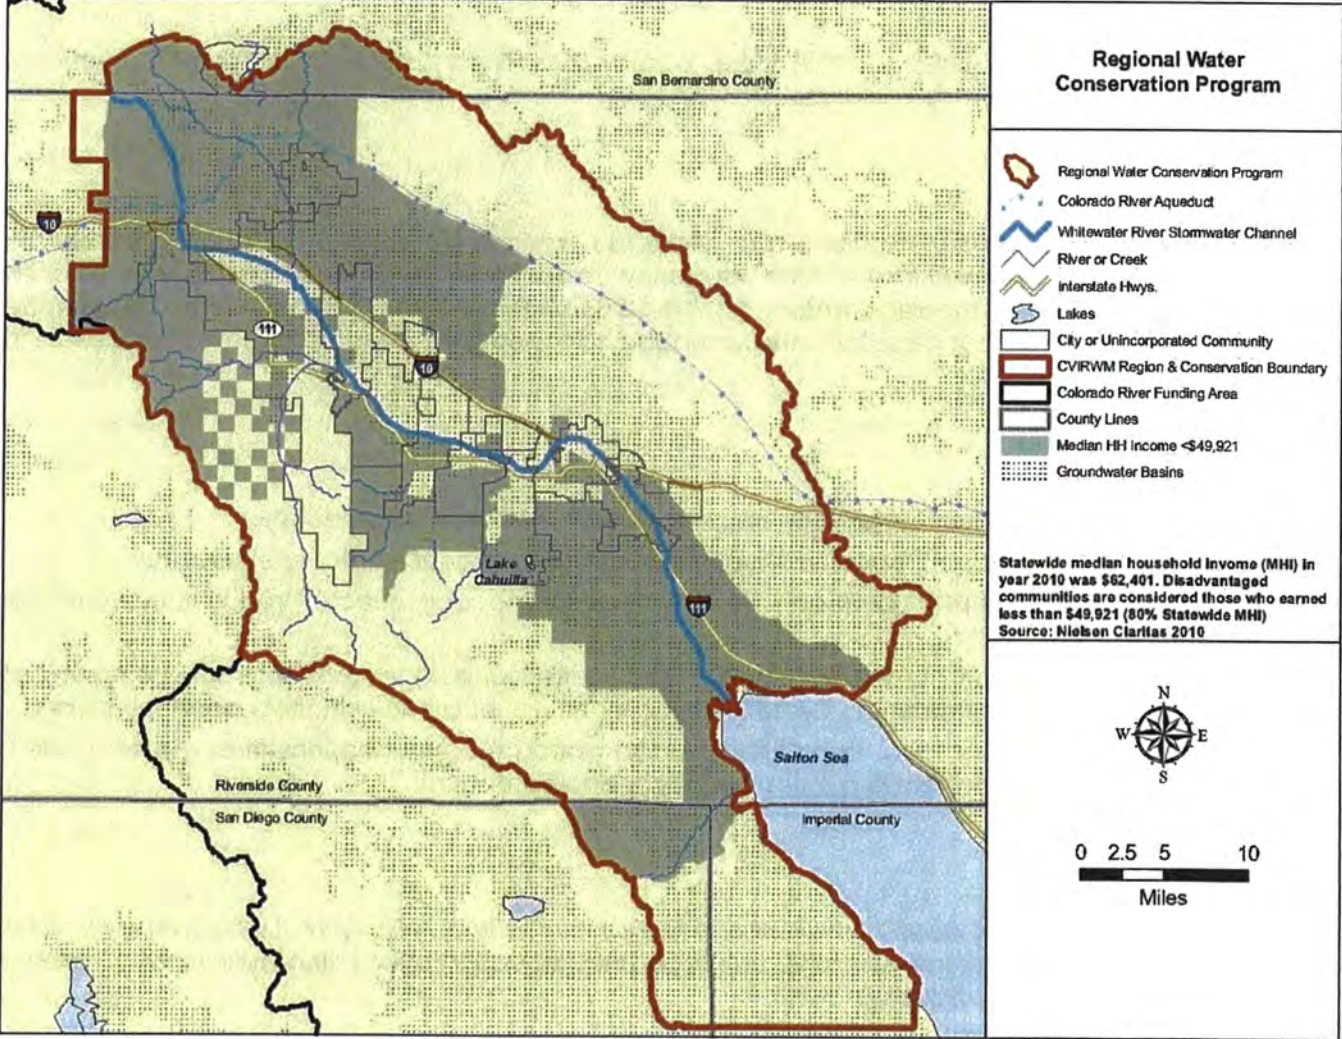 San Bernardino County
10
111
10
Lake
Cahuilla
111
Salton Sea
Riverside County
San Diego County
Imperial County
Regional Water
Conservation Program
Regional Water Conservation Program
Colorado River Aqueduct
Whitewater River Stormwater Channel
River or Creek
Interstate Hwys.
Lakes
City or Unincorporated Community
CVIRWM Region & Conservation Boundary
Colorado River Funding Area
County Lines
Median HH Income <$49,921
Groundwater Basins
Statewide median household invome (MHI) in
year 2010 was $62,401. Disadvantaged
communities are considered those who earned
less than $49,921 (80% Statewide MHI)
Source: Nielsen Claritas 2010
N
W E
S
0 2.5 5 10
Miles